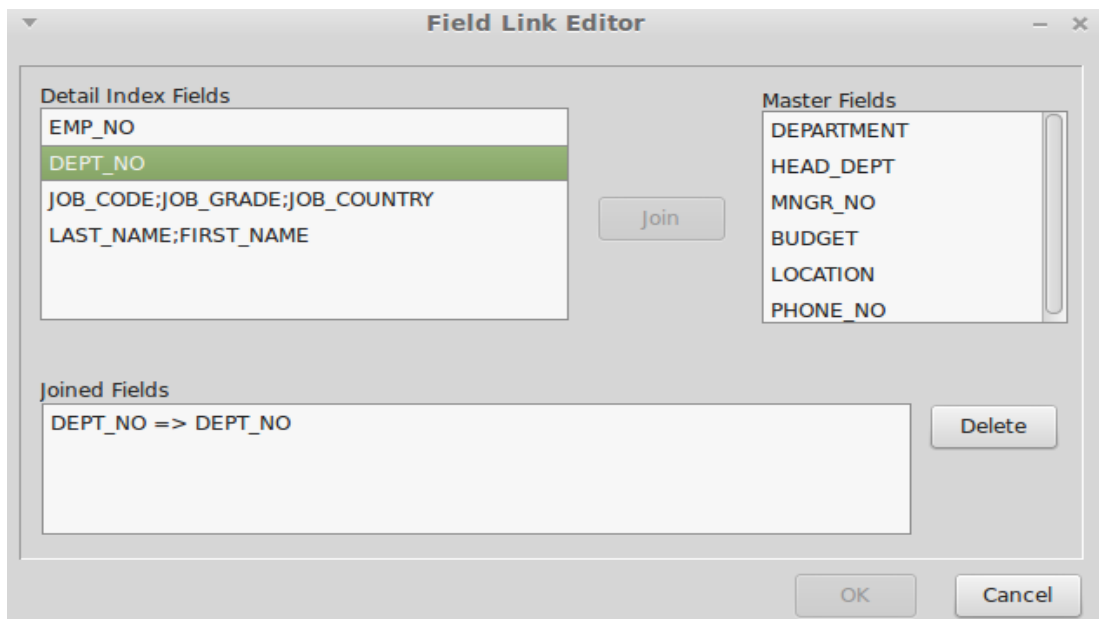 Field Link Editor
Detail Index Fields
EMP_NO
DEPT_NO
JOB_CODE;JOB_GRADE;JOB_COUNTRY
LAST_NAME;FIRST_NAME
Join
Master Fields
DEPARTMENT
HEAD_DEPT
MNGR_NO
BUDGET
LOCATION
PHONE_NO
Joined Fields
DEPT_NO => DEPT_NO
Delete
OK
Cancel